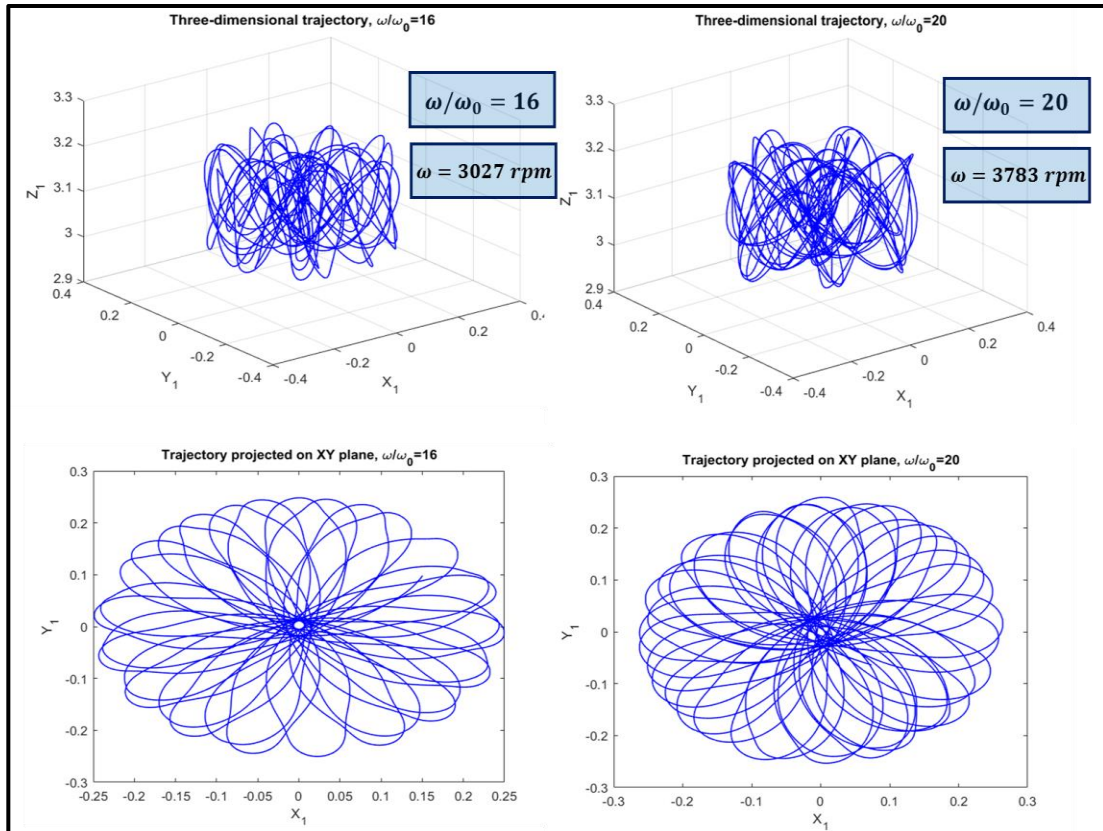 Three-dimensional trajectory, ω/ω₀=16
ω/ω₀ = 16
ω = 3027 rpm
3.3
3.2
3.1
3
2.9
Z₁
0.4
0.2
0
-0.2
-0.4
Y₁
-0.4
-0.2
0
0.2
0.4
X₁
Three-dimensional trajectory, ω/ω₀=20
ω/ω₀ = 20
ω = 3783 rpm
3.3
3.2
3.1
3
2.9
Z₁
0.4
0.2
0
-0.2
-0.4
Y₁
-0.4
-0.2
0
0.2
0.4
X₁
Trajectory projected on XY plane, ω/ω₀=16
0.3
0.2
0.1
0
-0.1
-0.2
-0.3
Y₁
-0.25 -0.2 -0.15 -0.1 -0.05 0 0.05 0.1 0.15 0.2 0.25
X₁
Trajectory projected on XY plane, ω/ω₀=20
0.3
0.2
0.1
0
-0.1
-0.2
-0.3
Y₁
-0.3 -0.2 -0.1 0 0.1 0.2 0.3
X₁